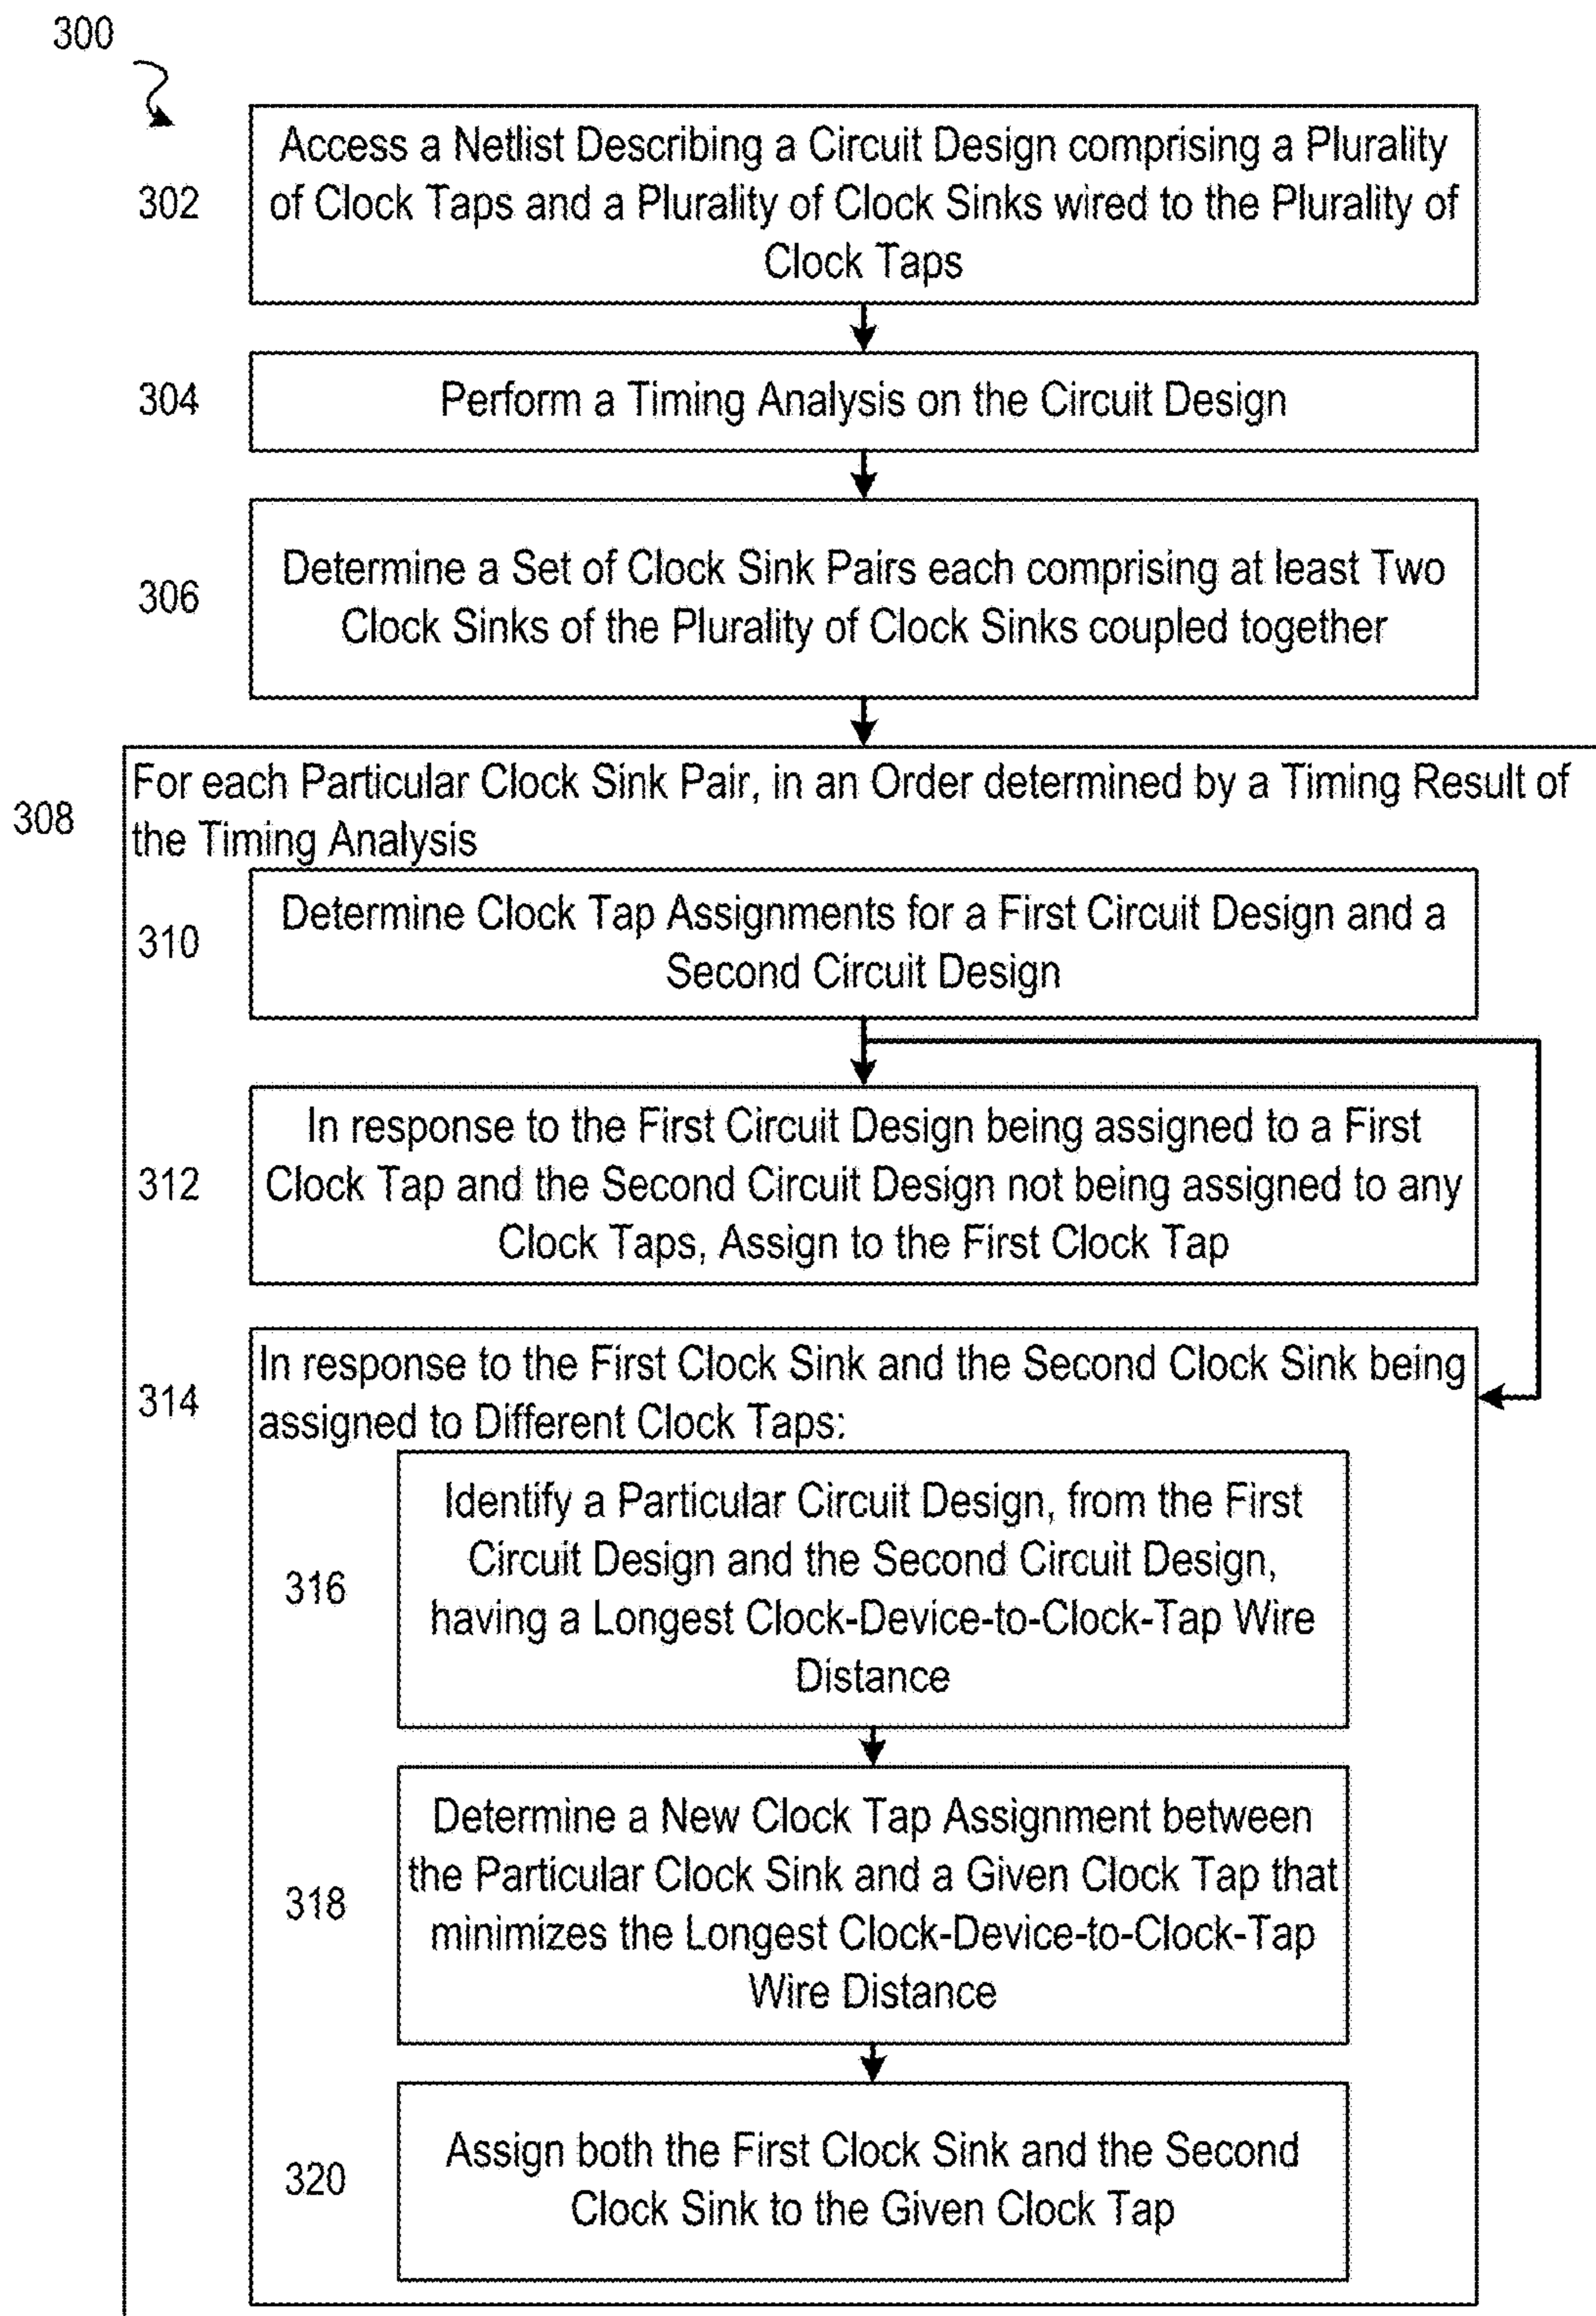 300
302
Access a Netlist Describing a Circuit Design comprising a Plurality
of Clock Taps and a Plurality of Clock Sinks wired to the Plurality of
Clock Taps
304
Perform a Timing Analysis on the Circuit Design
306
Determine a Set of Clock Sink Pairs each comprising at least Two
Clock Sinks of the Plurality of Clock Sinks coupled together
308
For each Particular Clock Sink Pair, in an Order determined by a Timing Result of
the Timing Analysis
310
Determine Clock Tap Assignments for a First Circuit Design and a
Second Circuit Design
312
In response to the First Circuit Design being assigned to a First
Clock Tap and the Second Circuit Design not being assigned to any
Clock Taps, Assign to the First Clock Tap
314
In response to the First Clock Sink and the Second Clock Sink being
assigned to Different Clock Taps:
316
Identify a Particular Circuit Design, from the First
Circuit Design and the Second Circuit Design,
having a Longest Clock-Device-to-Clock-Tap Wire
Distance
318
Determine a New Clock Tap Assignment between
the Particular Clock Sink and a Given Clock Tap that
minimizes the Longest Clock-Device-to-Clock-Tap
Wire Distance
320
Assign both the First Clock Sink and the Second
Clock Sink to the Given Clock Tap